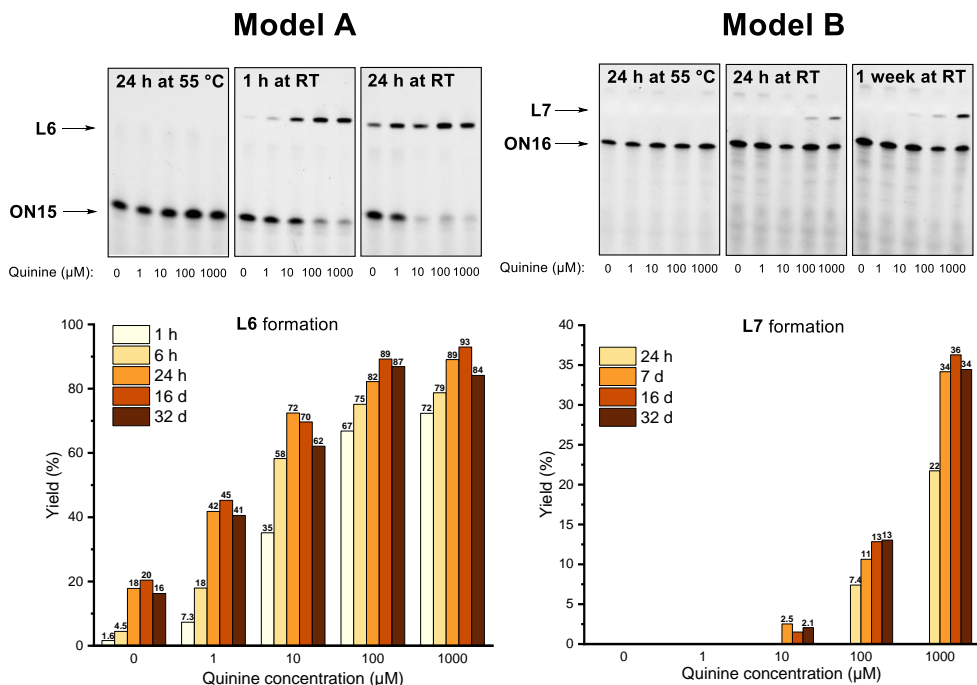 Model A
Model B
24 h at 55 °C
1 h at RT
24 h at RT
L6
ON15
Quinine (µM): 0 1 10 100 1000 0 1 10 100 1000 0 1 10 100 1000
24 h at 55 °C
24 h at RT
1 week at RT
L7
ON16
Quinine (µM): 0 1 10 100 1000 0 1 10 100 1000 0 1 10 100 1000
L6 formation
1 h
6 h
24 h
16 d
32 d
Yield (%)
100
80
60
40
20
0
1.6 4.5 18 20 16
7.3 18 42 45 41
35 58 72 70 62
67 75 82 89 87
72 79 89 93 84
0 1 10 100 1000
Quinine concentration (µM)
L7 formation
24 h
7 d
16 d
32 d
Yield (%)
40
35
30
25
20
15
10
5
0
2.5 2.1
7.4 11 13 13
22 34 36 34
0 1 10 100 1000
Quinine concentration (µM)